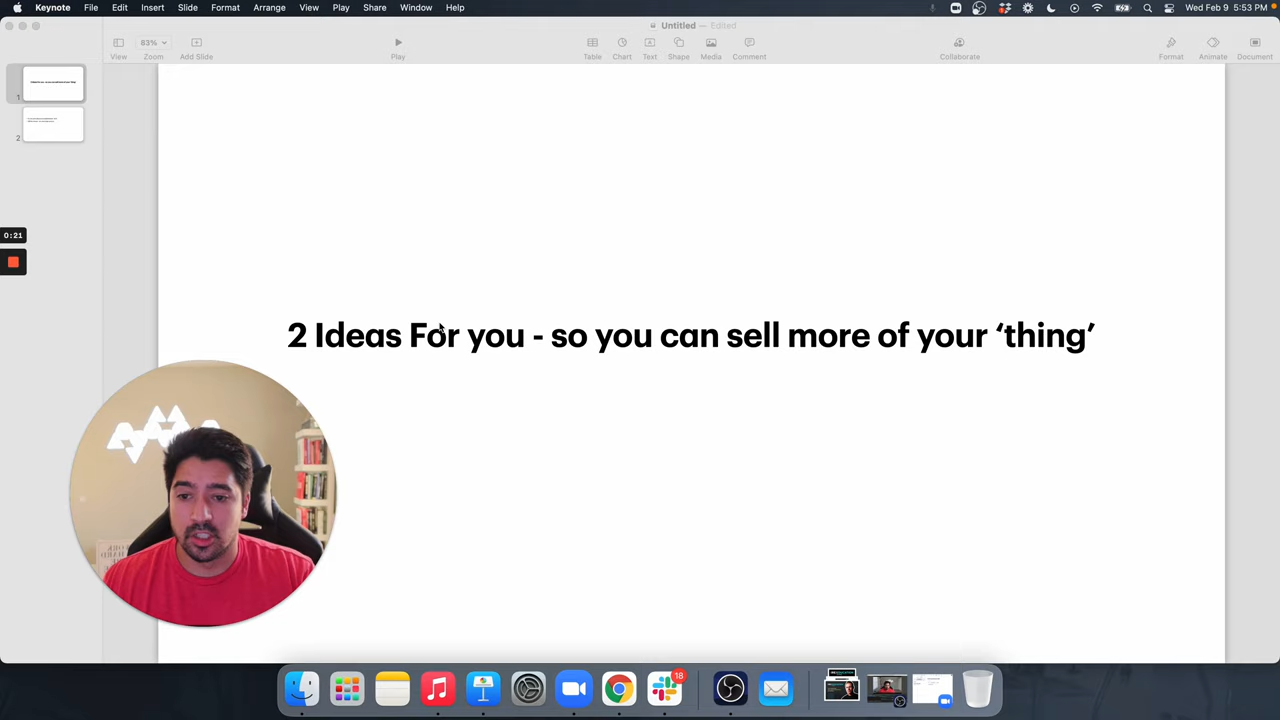 Keynote File Edit Insert Slide Format Arrange View Play Share Window Help Wed Feb 9 5:53 PM
Untitled — Edited
83%
View Zoom Add Slide Play Table Chart Text Shape Media Comment Collaborate Format Animate Document
1
2
0:21
2 Ideas For you - so you can sell more of your ‘thing’
18